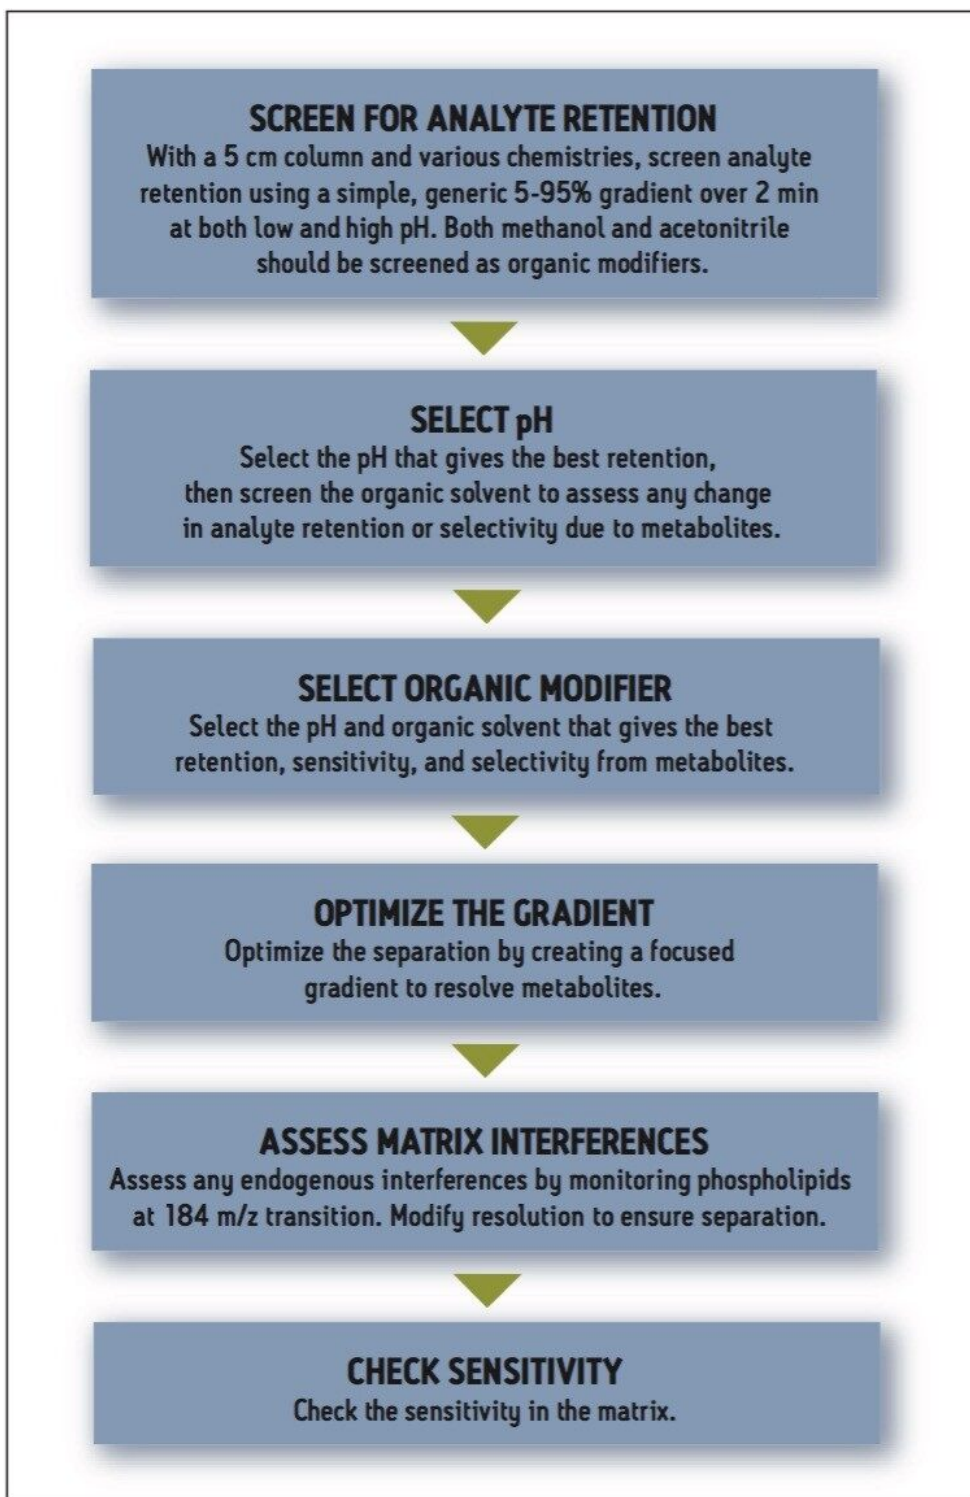 SCREEN FOR ANALYTE RETENTION
With a 5 cm column and various chemistries, screen analyte
retention using a simple, generic 5-95% gradient over 2 min
at both low and high pH. Both methanol and acetonitrile
should be screened as organic modifiers.
SELECT pH
Select the pH that gives the best retention,
then screen the organic solvent to assess any change
in analyte retention or selectivity due to metabolites.
SELECT ORGANIC MODIFIER
Select the pH and organic solvent that gives the best
retention, sensitivity, and selectivity from metabolites.
OPTIMIZE THE GRADIENT
Optimize the separation by creating a focused
gradient to resolve metabolites.
ASSESS MATRIX INTERFERENCES
Assess any endogenous interferences by monitoring phospholipids
at 184 m/z transition. Modify resolution to ensure separation.
CHECK SENSITIVITY
Check the sensitivity in the matrix.